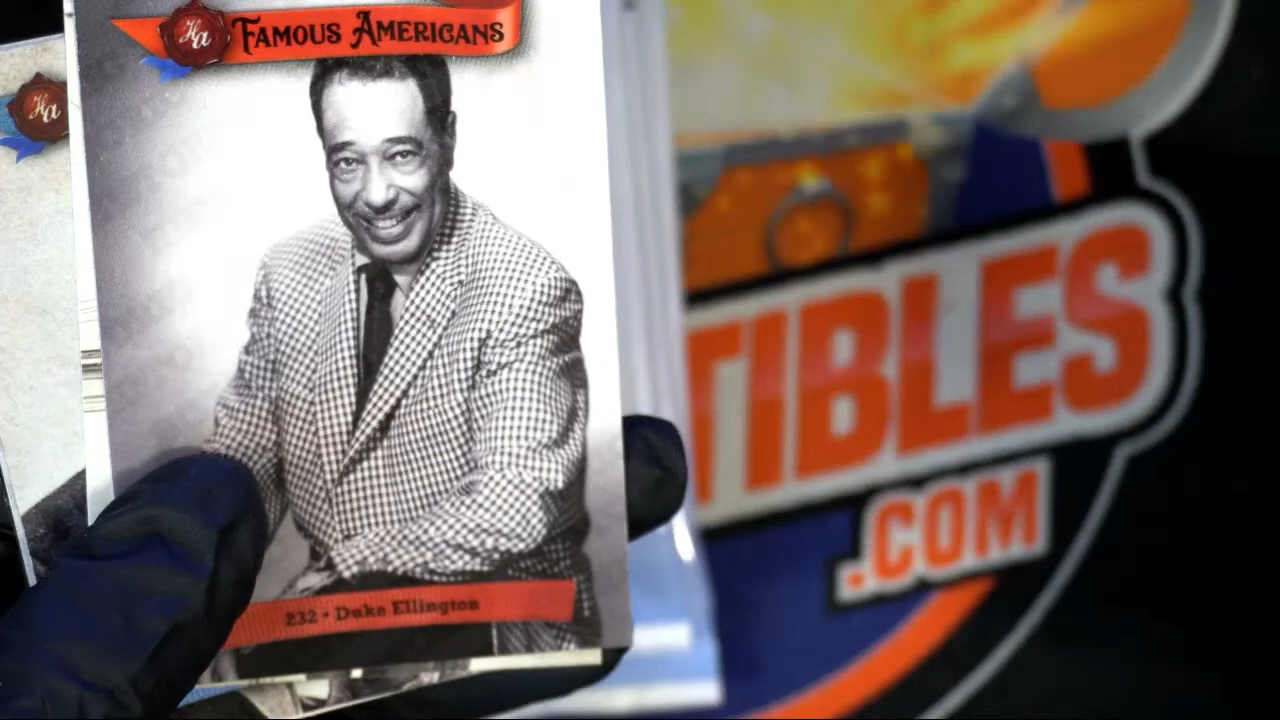 Ha
FAMOUS AMERICANS
Ha
232 • Duke Ellington
TIBLES
.COM